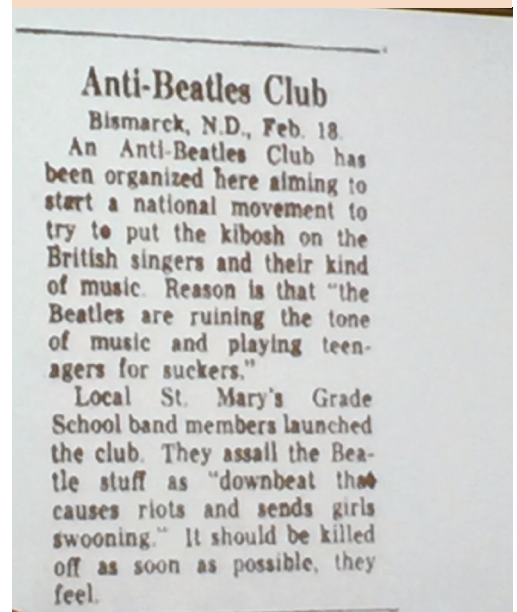 Anti-Beatles Club
Bismarck, N.D., Feb. 18.
An Anti-Beatles Club has
been organized here aiming to
start a national movement to
try to put the kibosh on the
British singers and their kind
of music. Reason is that "the
Beatles are ruining the tone
of music and playing teen-
agers for suckers."
Local St. Mary's Grade
School band members launched
the club. They assail the Bea-
tle stuff as "downbeat that
causes riots and sends girls
swooning." It should be killed
off as soon as possible, they
feel.